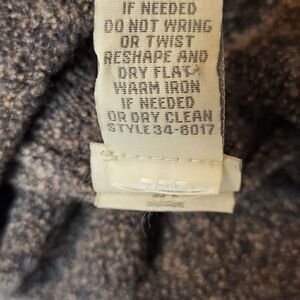 IF NEEDED
DO NOT WRING
OR TWIST
RESHAPE AND
DRY FLAT
WARM IRON
IF NEEDED
OR DRY CLEAN
STYLE 34-8017